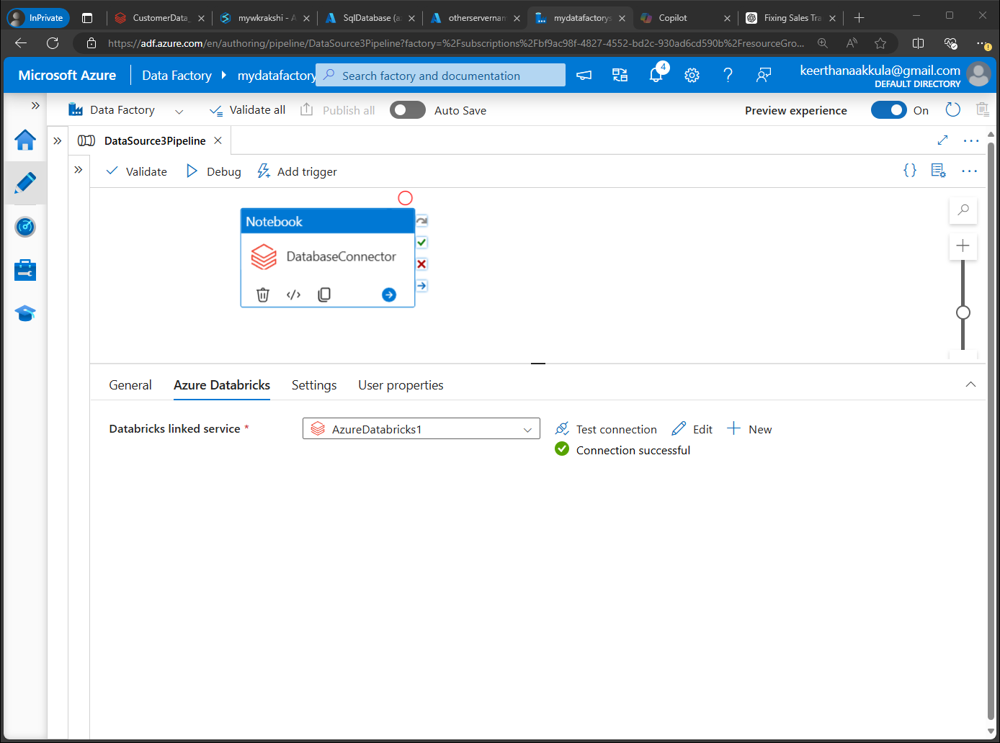 InPrivate
CustomerData_
mywkrakshi - A
SqlDatabase (a
otherservernam
mydatafactorys
Copilot
Fixing Sales Tra
https://adf.azure.com/en/authoring/pipeline/DataSource3Pipeline?factory=%2Fsubscriptions%2Fbf9ac98f-4827-4552-bd2c-930ad6cd590b%2FresourceGro...
Microsoft Azure
Data Factory
mydatafactory
Search factory and documentation
4
keerthanaakkula@gmail.com
DEFAULT DIRECTORY
Data Factory
Validate all
Publish all
Auto Save
Preview experience
On
DataSource3Pipeline
Validate
Debug
Add trigger
Notebook
DatabaseConnector
General
Azure Databricks
Settings
User properties
Databricks linked service *
AzureDatabricks1
Test connection
Edit
New
Connection successful